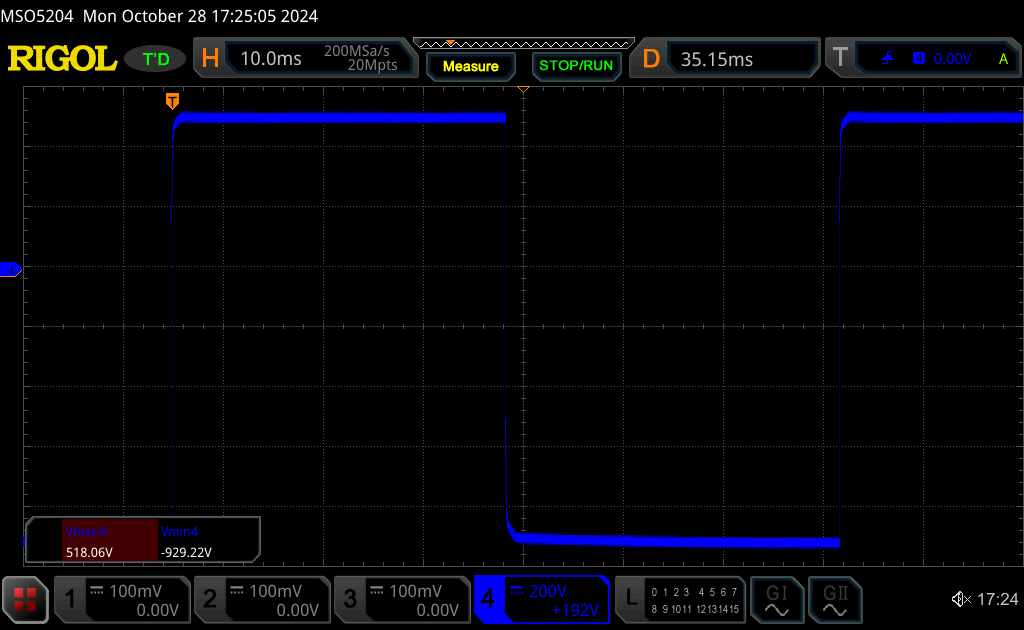 MSO5204 Mon October 28 17:25:05 2024
RIGOL T'D H 10.0ms 200MSa/s 20Mpts Measure STOP/RUN D 35.15ms T 1 0.00V A
T
4
Vmax4 Vmin4
518.06V -929.22V
1 100mV 0.00V 2 100mV 0.00V 3 100mV 0.00V 4 200V +192V L 0 1 2 3 4 5 6 7 8 9 10 11 12 13 14 15 GI GII 17:24